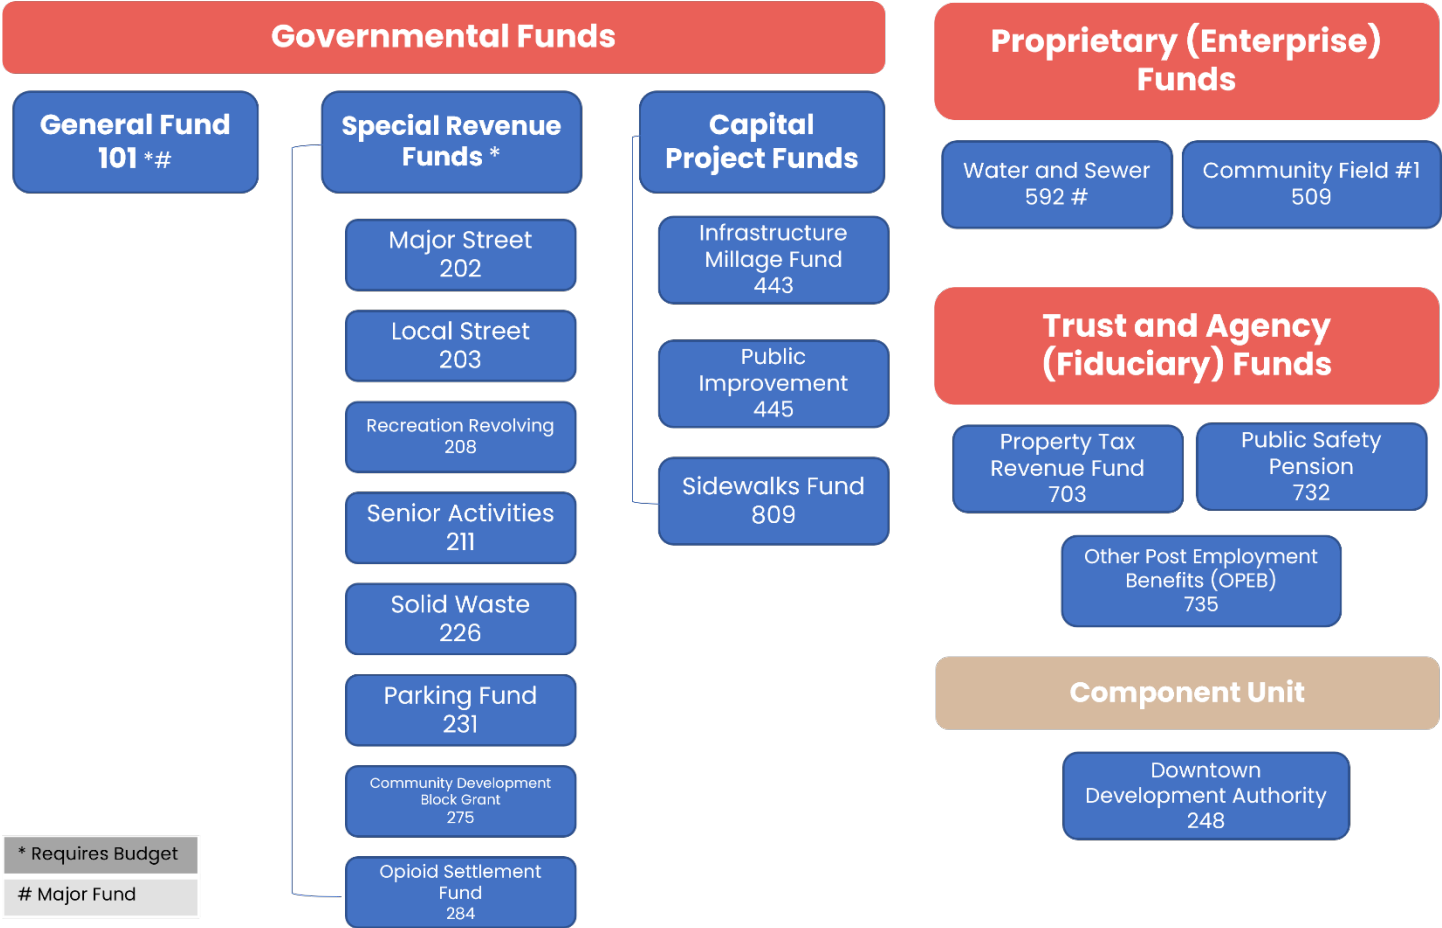 Governmental Funds
General Fund
101 *#
Special Revenue
Funds *
Major Street
202
Local Street
203
Recreation Revolving
208
Senior Activities
211
Solid Waste
226
Parking Fund
231
Community Development
Block Grant
275
Opioid Settlement
Fund
284
Capital
Project Funds
Infrastructure
Millage Fund
443
Public
Improvement
445
Sidewalks Fund
809
* Requires Budget
# Major Fund
Proprietary (Enterprise)
Funds
Water and Sewer
592 #
Community Field #1
509
Trust and Agency
(Fiduciary) Funds
Property Tax
Revenue Fund
703
Public Safety
Pension
732
Other Post Employment
Benefits (OPEB)
735
Component Unit
Downtown
Development Authority
248